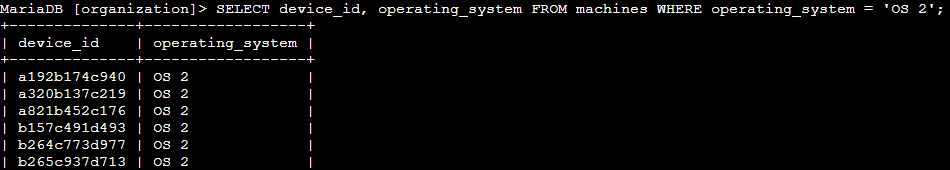 MariaDB [organization]> SELECT device_id, operating_system FROM machines WHERE operating_system = 'OS 2';
+--------------+------------------+
| device_id    | operating_system |
+--------------+------------------+
| a192b174c940 | OS 2             |
| a320b137c219 | OS 2             |
| a821b452c176 | OS 2             |
| b157c491d493 | OS 2             |
| b264c773d977 | OS 2             |
| b265c937d713 | OS 2             |